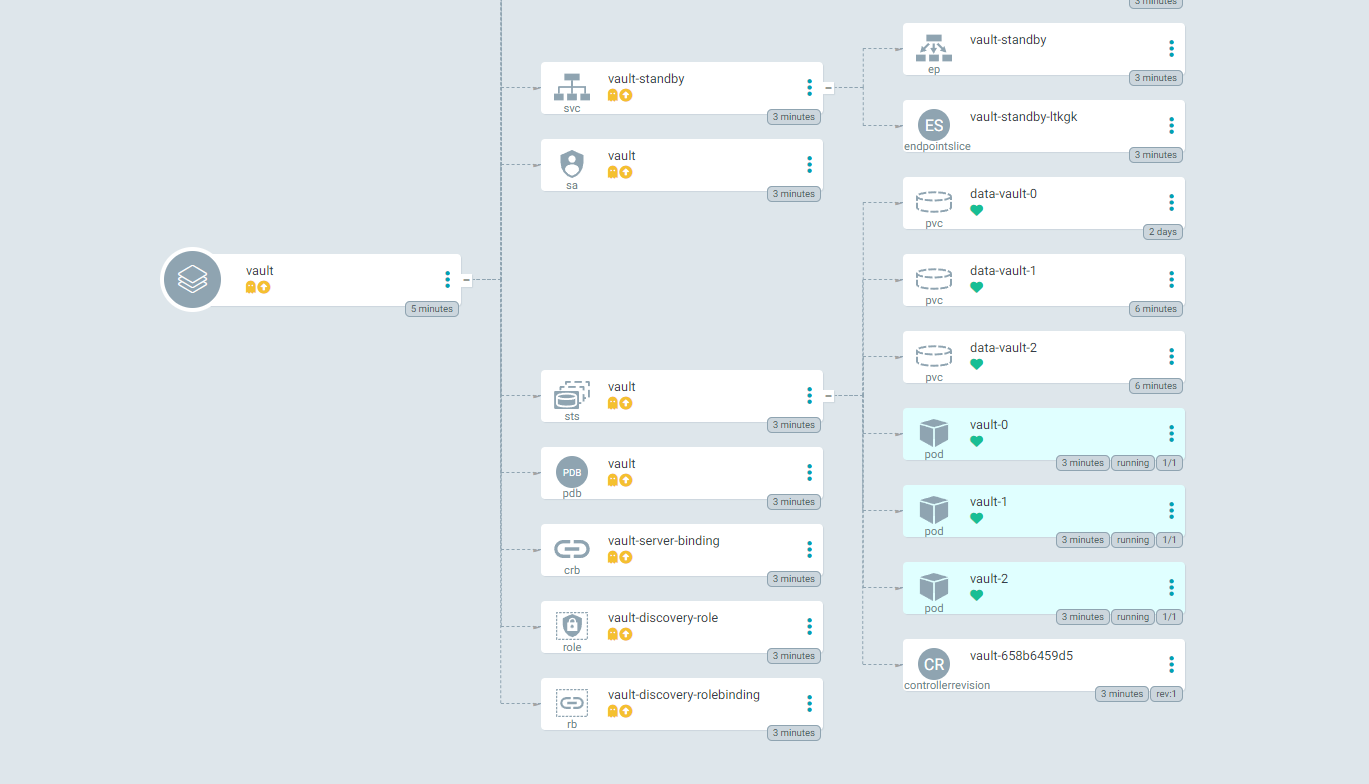 vault
5 minutes
vault-standby
svc
3 minutes
vault
sa
3 minutes
vault
sts
3 minutes
PDB
vault
pdb
3 minutes
vault-server-binding
crb
3 minutes
vault-discovery-role
role
3 minutes
vault-discovery-rolebinding
rb
3 minutes
3 minutes
vault-standby
ep
3 minutes
ES
vault-standby-ltkgk
endpointslice
3 minutes
data-vault-0
pvc
2 days
data-vault-1
pvc
6 minutes
data-vault-2
pvc
6 minutes
vault-0
pod
3 minutes running 1/1
vault-1
pod
3 minutes running 1/1
vault-2
pod
3 minutes running 1/1
CR
vault-658b6459d5
controllerrevision
3 minutes rev:1